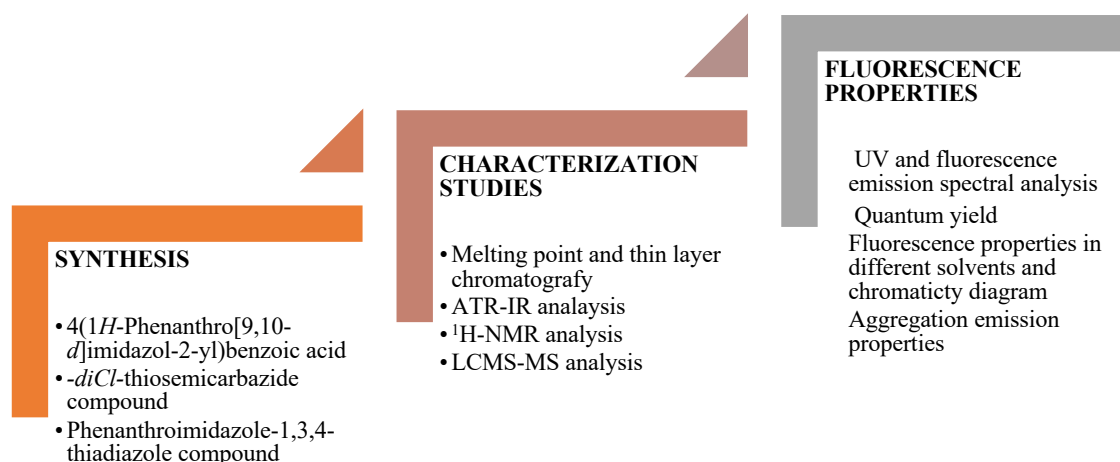 SYNTHESIS
• 4(1H-Phenanthro[9,10-
d]imidazol-2-yl)benzoic acid
• -diCl-thiosemicarbazide
compound
• Phenanthroimidazole-1,3,4-
thiadiazole compound
CHARACTERIZATION
STUDIES
• Melting point and thin layer
chromatografy
• ATR-IR analaysis
• ¹H-NMR analysis
• LCMS-MS analysis
FLUORESCENCE
PROPERTIES
UV and fluorescence
emission spectral analysis
Quantum yield
Fluorescence properties in
different solvents and
chromaticty diagram
Aggregation emission
properties